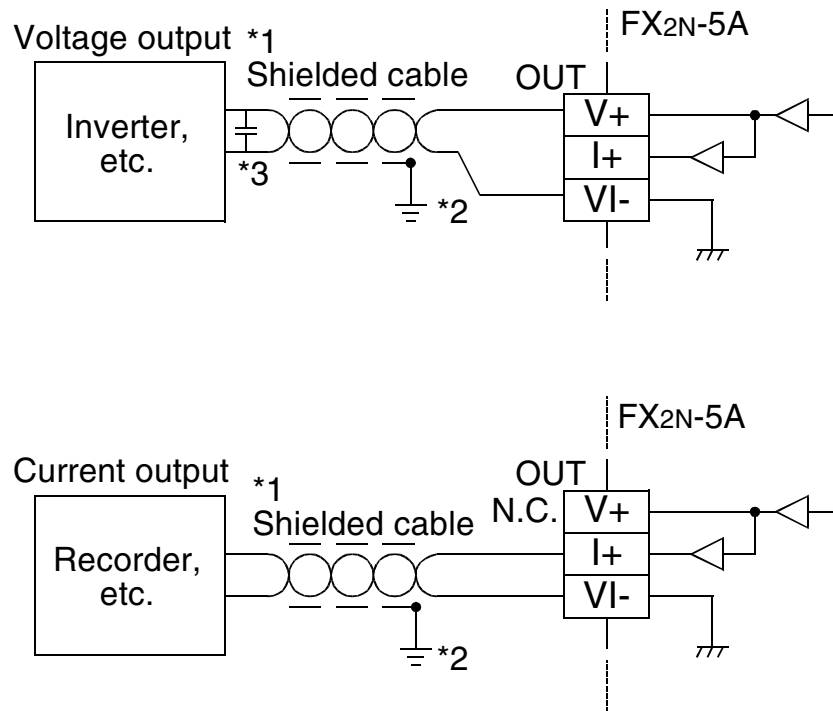 FX2N-5A
Voltage output *1
Shielded cable
OUT
Inverter,
etc.
V+
I+
VI-
*3
*2
FX2N-5A
Current output
*1
OUT
Shielded cable
N.C.
V+
Recorder,
etc.
I+
VI-
*2